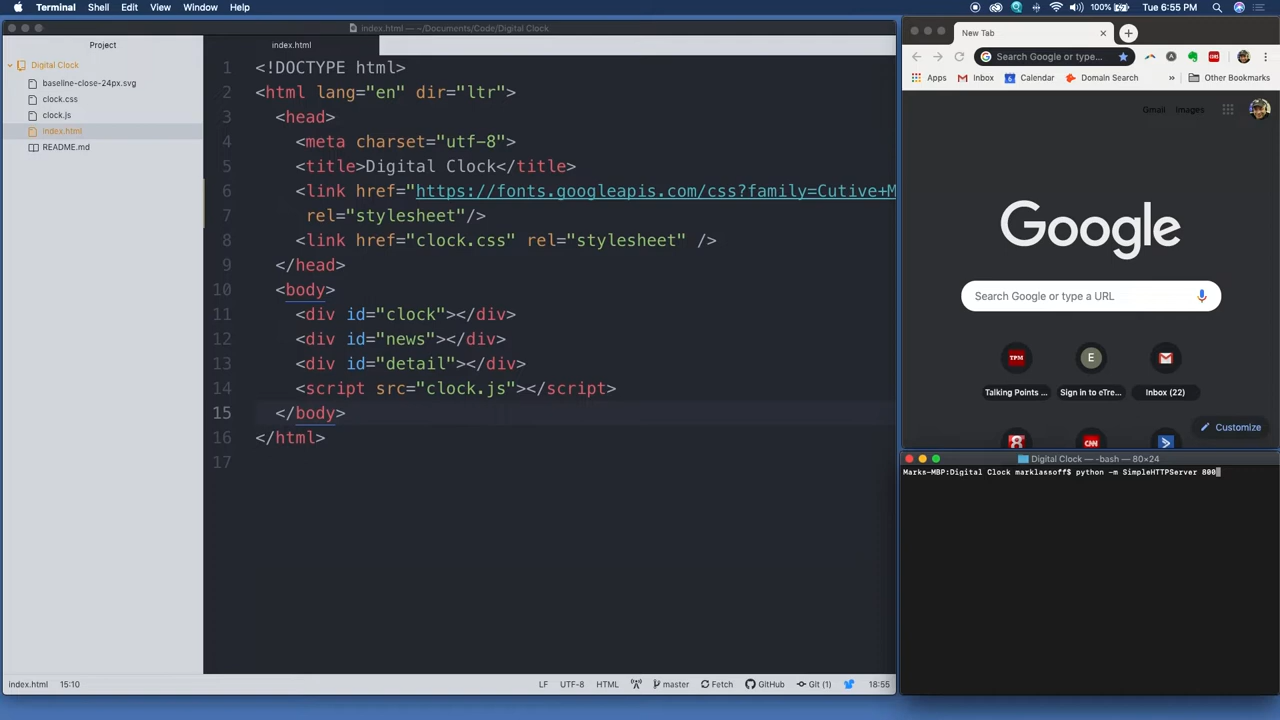 Terminal Shell Edit View Window Help
100% Tue 6:55 PM
index.html — ~/Documents/Code/Digital Clock
Project
Digital Clock
baseline-close-24px.svg
clock.css
clock.js
index.html
README.md
index.html
1 <!DOCTYPE html>
2 <html lang="en" dir="ltr">
3 <head>
4 <meta charset="utf-8">
5 <title>Digital Clock</title>
6 <link href="https://fonts.googleapis.com/css?family=Cutive+M
7 rel="stylesheet"/>
8 <link href="clock.css" rel="stylesheet" />
9 </head>
10 <body>
11 <div id="clock"></div>
12 <div id="news"></div>
13 <div id="detail"></div>
14 <script src="clock.js"></script>
15 </body>
16 </html>
17
index.html 15:10 LF UTF-8 HTML master Fetch GitHub Git (1) 18:55
New Tab
Search Google or type...
Apps Inbox Calendar Domain Search » Other Bookmarks
Gmail Images
Google
Search Google or type a URL
TPM E
Talking Points ... Sign in to eTre... Inbox (22)
Customize
CNN
Digital Clock — -bash — 80×24
Marks-MBP:Digital Clock marklassoff$ python -m SimpleHTTPServer 800